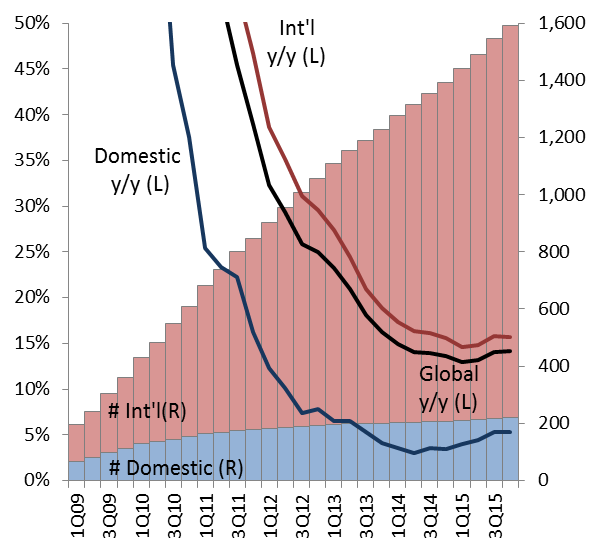 50%
45%
40%
35%
30%
25%
20%
15%
10%
5%
0%
1,600
1,400
1,200
1,000
800
600
400
200
0
Int'l
y/y (L)
Domestic
y/y (L)
Global
y/y (L)
# Int'l(R)
# Domestic (R)
1Q09
3Q09
1Q10
3Q10
1Q11
3Q11
1Q12
3Q12
1Q13
3Q13
1Q14
3Q14
1Q15
3Q15